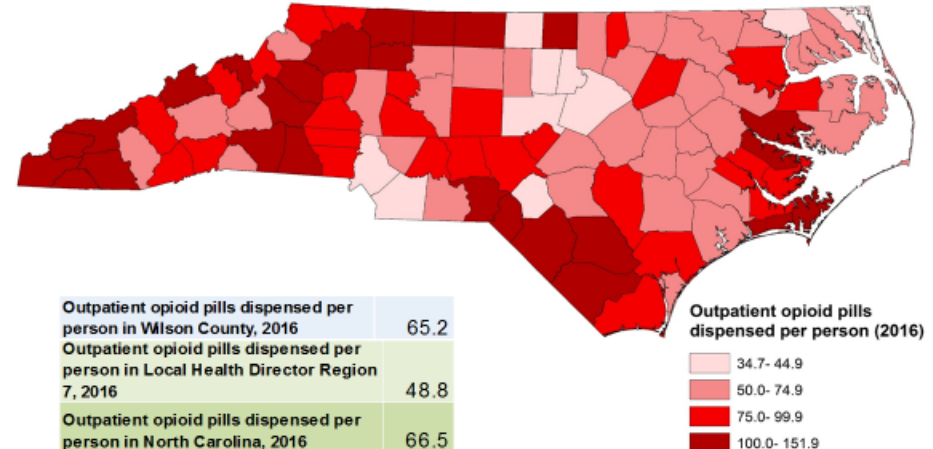 Outpatient opioid pills dispensed per
person in Wilson County, 2016 65.2
Outpatient opioid pills dispensed per
person in Local Health Director Region
7, 2016 48.8
Outpatient opioid pills dispensed per
person in North Carolina, 2016 66.5
Outpatient opioid pills
dispensed per person (2016)
34.7- 44.9
50.0- 74.9
75.0- 99.9
100.0- 151.9